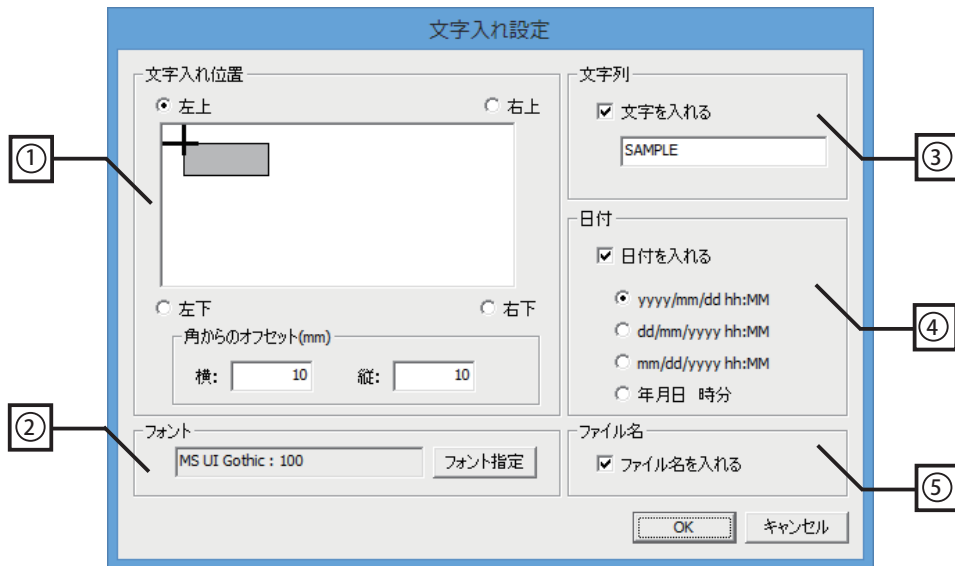 文字入れ設定
文字入れ位置
左上
右上
左下
右下
角からのオフセット(mm)
横: 10 縦: 10
フォント
MS UI Gothic : 100
フォント指定
文字列
文字を入れる
SAMPLE
日付
日付を入れる
yyyy/mm/dd hh:MM
dd/mm/yyyy hh:MM
mm/dd/yyyy hh:MM
年月日 時分
ファイル名
ファイル名を入れる
OK
キャンセル
①
②
③
④
⑤